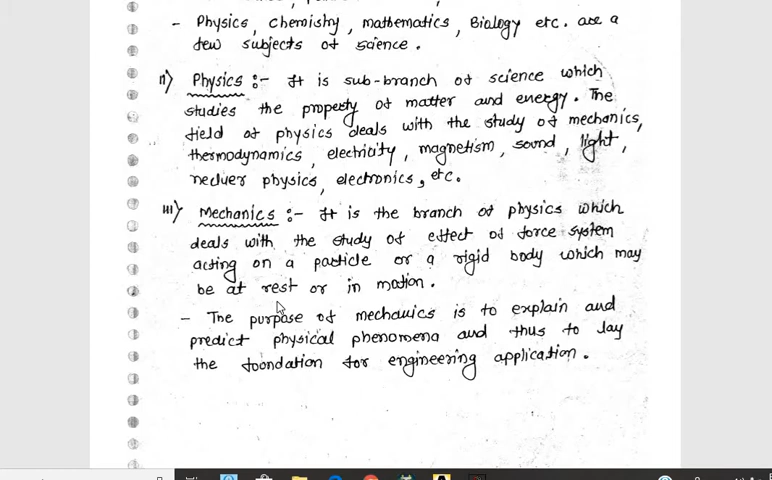 - Physics, chemistry, mathematics, Biology etc. are a
few subjects of science.
II) Physics :- It is sub-branch of science which
studies the property of matter and energy. The
field of physics deals with the study of mechanics,
thermodynamics, electricity, magnetism, sound, light,
necluer physics, electronics, etc.
III) Mechanics :- It is the branch of physics which
deals with the study of effect of force system
acting on a particle or a rigid body which may
be at rest or in motion.
- The purpose of mechanics is to explain and
predict physical phenomena and thus to lay
the foondation for engineering application.